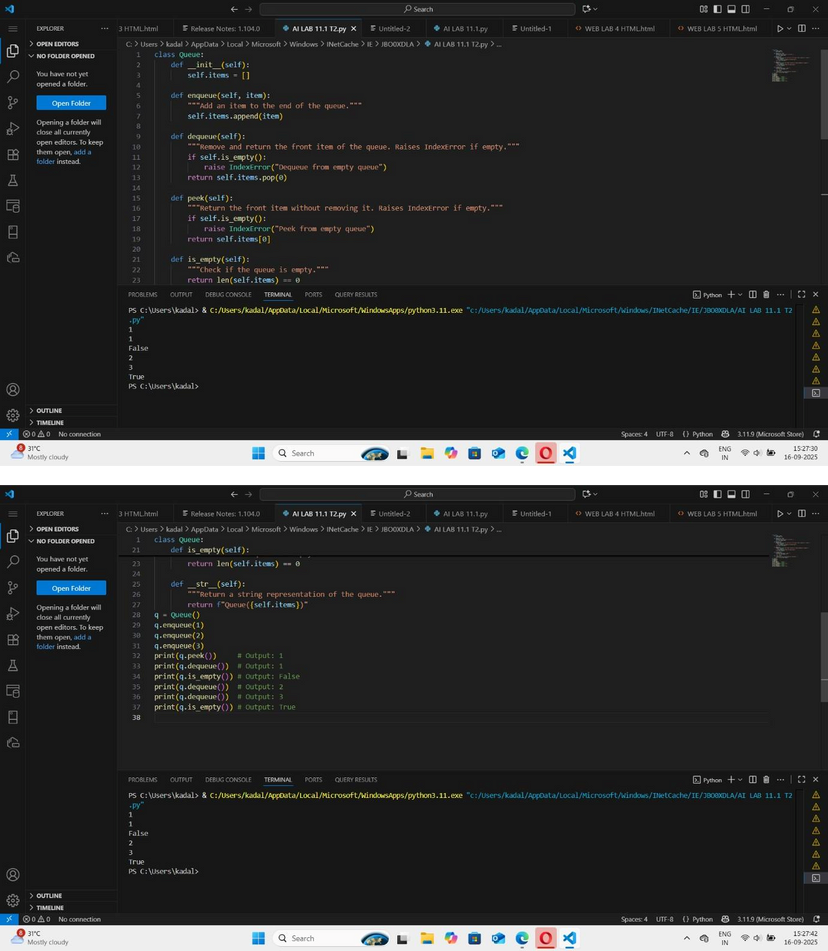 Search
EXPLORER
3 HTML.html
Release Notes: 1.104.0
AI LAB 11.1 T2.py
Untitled-2
AI LAB 11.1.py
Untitled-1
WEB LAB 4 HTML.html
WEB LAB 5 HTML.html
OPEN EDITORS
NO FOLDER OPENED
You have not yet
opened a folder.
Open Folder
Opening a folder will
close all currently
open editors. To keep
them open, add a
folder instead.
OUTLINE
TIMELINE
C: > Users > kadal > AppData > Local > Microsoft > Windows > INetCache > IE > JBO0XDLA > AI LAB 11.1 T2.py > ...
1 class Queue:
2     def __init__(self):
3         self.items = []
4
5     def enqueue(self, item):
6         """Add an item to the end of the queue."""
7         self.items.append(item)
8
9     def dequeue(self):
10         """Remove and return the front item of the queue. Raises IndexError if empty."""
11         if self.is_empty():
12             raise IndexError("Dequeue from empty queue")
13         return self.items.pop(0)
14
15     def peek(self):
16         """Return the front item without removing it. Raises IndexError if empty."""
17         if self.is_empty():
18             raise IndexError("Peek from empty queue")
19         return self.items[0]
20
21     def is_empty(self):
22         """Check if the queue is empty."""
23         return len(self.items) == 0
PROBLEMS OUTPUT DEBUG CONSOLE TERMINAL PORTS QUERY RESULTS
Python
PS C:\Users\kadal> & C:/Users/kadal/AppData/Local/Microsoft/WindowsApps/python3.11.exe "c:/Users/kadal/AppData/Local/Microsoft/Windows/INetCache/IE/JBO0XDLA/AI LAB 11.1 T2
.py"
1
1
False
2
3
True
PS C:\Users\kadal>
0 0 No connection
Spaces: 4 UTF-8 {} Python 3.11.9 (Microsoft Store)
8
31°C
Mostly cloudy
Search
ENG
IN
15:27:30
16-09-2025
Search
EXPLORER
3 HTML.html
Release Notes: 1.104.0
AI LAB 11.1 T2.py
Untitled-2
AI LAB 11.1.py
Untitled-1
WEB LAB 4 HTML.html
WEB LAB 5 HTML.html
OPEN EDITORS
NO FOLDER OPENED
You have not yet
opened a folder.
Open Folder
Opening a folder will
close all currently
open editors. To keep
them open, add a
folder instead.
OUTLINE
TIMELINE
C: > Users > kadal > AppData > Local > Microsoft > Windows > INetCache > IE > JBO0XDLA > AI LAB 11.1 T2.py > ...
1 class Queue:
21     def is_empty(self):
23         return len(self.items) == 0
24
25     def __str__(self):
26         """Return a string representation of the queue."""
27         return f"Queue({self.items})"
28 q = Queue()
29 q.enqueue(1)
30 q.enqueue(2)
31 q.enqueue(3)
32 print(q.peek())     # Output: 1
33 print(q.dequeue())  # Output: 1
34 print(q.is_empty()) # Output: False
35 print(q.dequeue())  # Output: 2
36 print(q.dequeue())  # Output: 3
37 print(q.is_empty()) # Output: True
38
PROBLEMS OUTPUT DEBUG CONSOLE TERMINAL PORTS QUERY RESULTS
Python
PS C:\Users\kadal> & C:/Users/kadal/AppData/Local/Microsoft/WindowsApps/python3.11.exe "c:/Users/kadal/AppData/Local/Microsoft/Windows/INetCache/IE/JBO0XDLA/AI LAB 11.1 T2
.py"
1
1
False
2
3
True
PS C:\Users\kadal>
0 0 No connection
Spaces: 4 UTF-8 {} Python 3.11.9 (Microsoft Store)
8
31°C
Mostly cloudy
Search
ENG
IN
15:27:42
16-09-2025